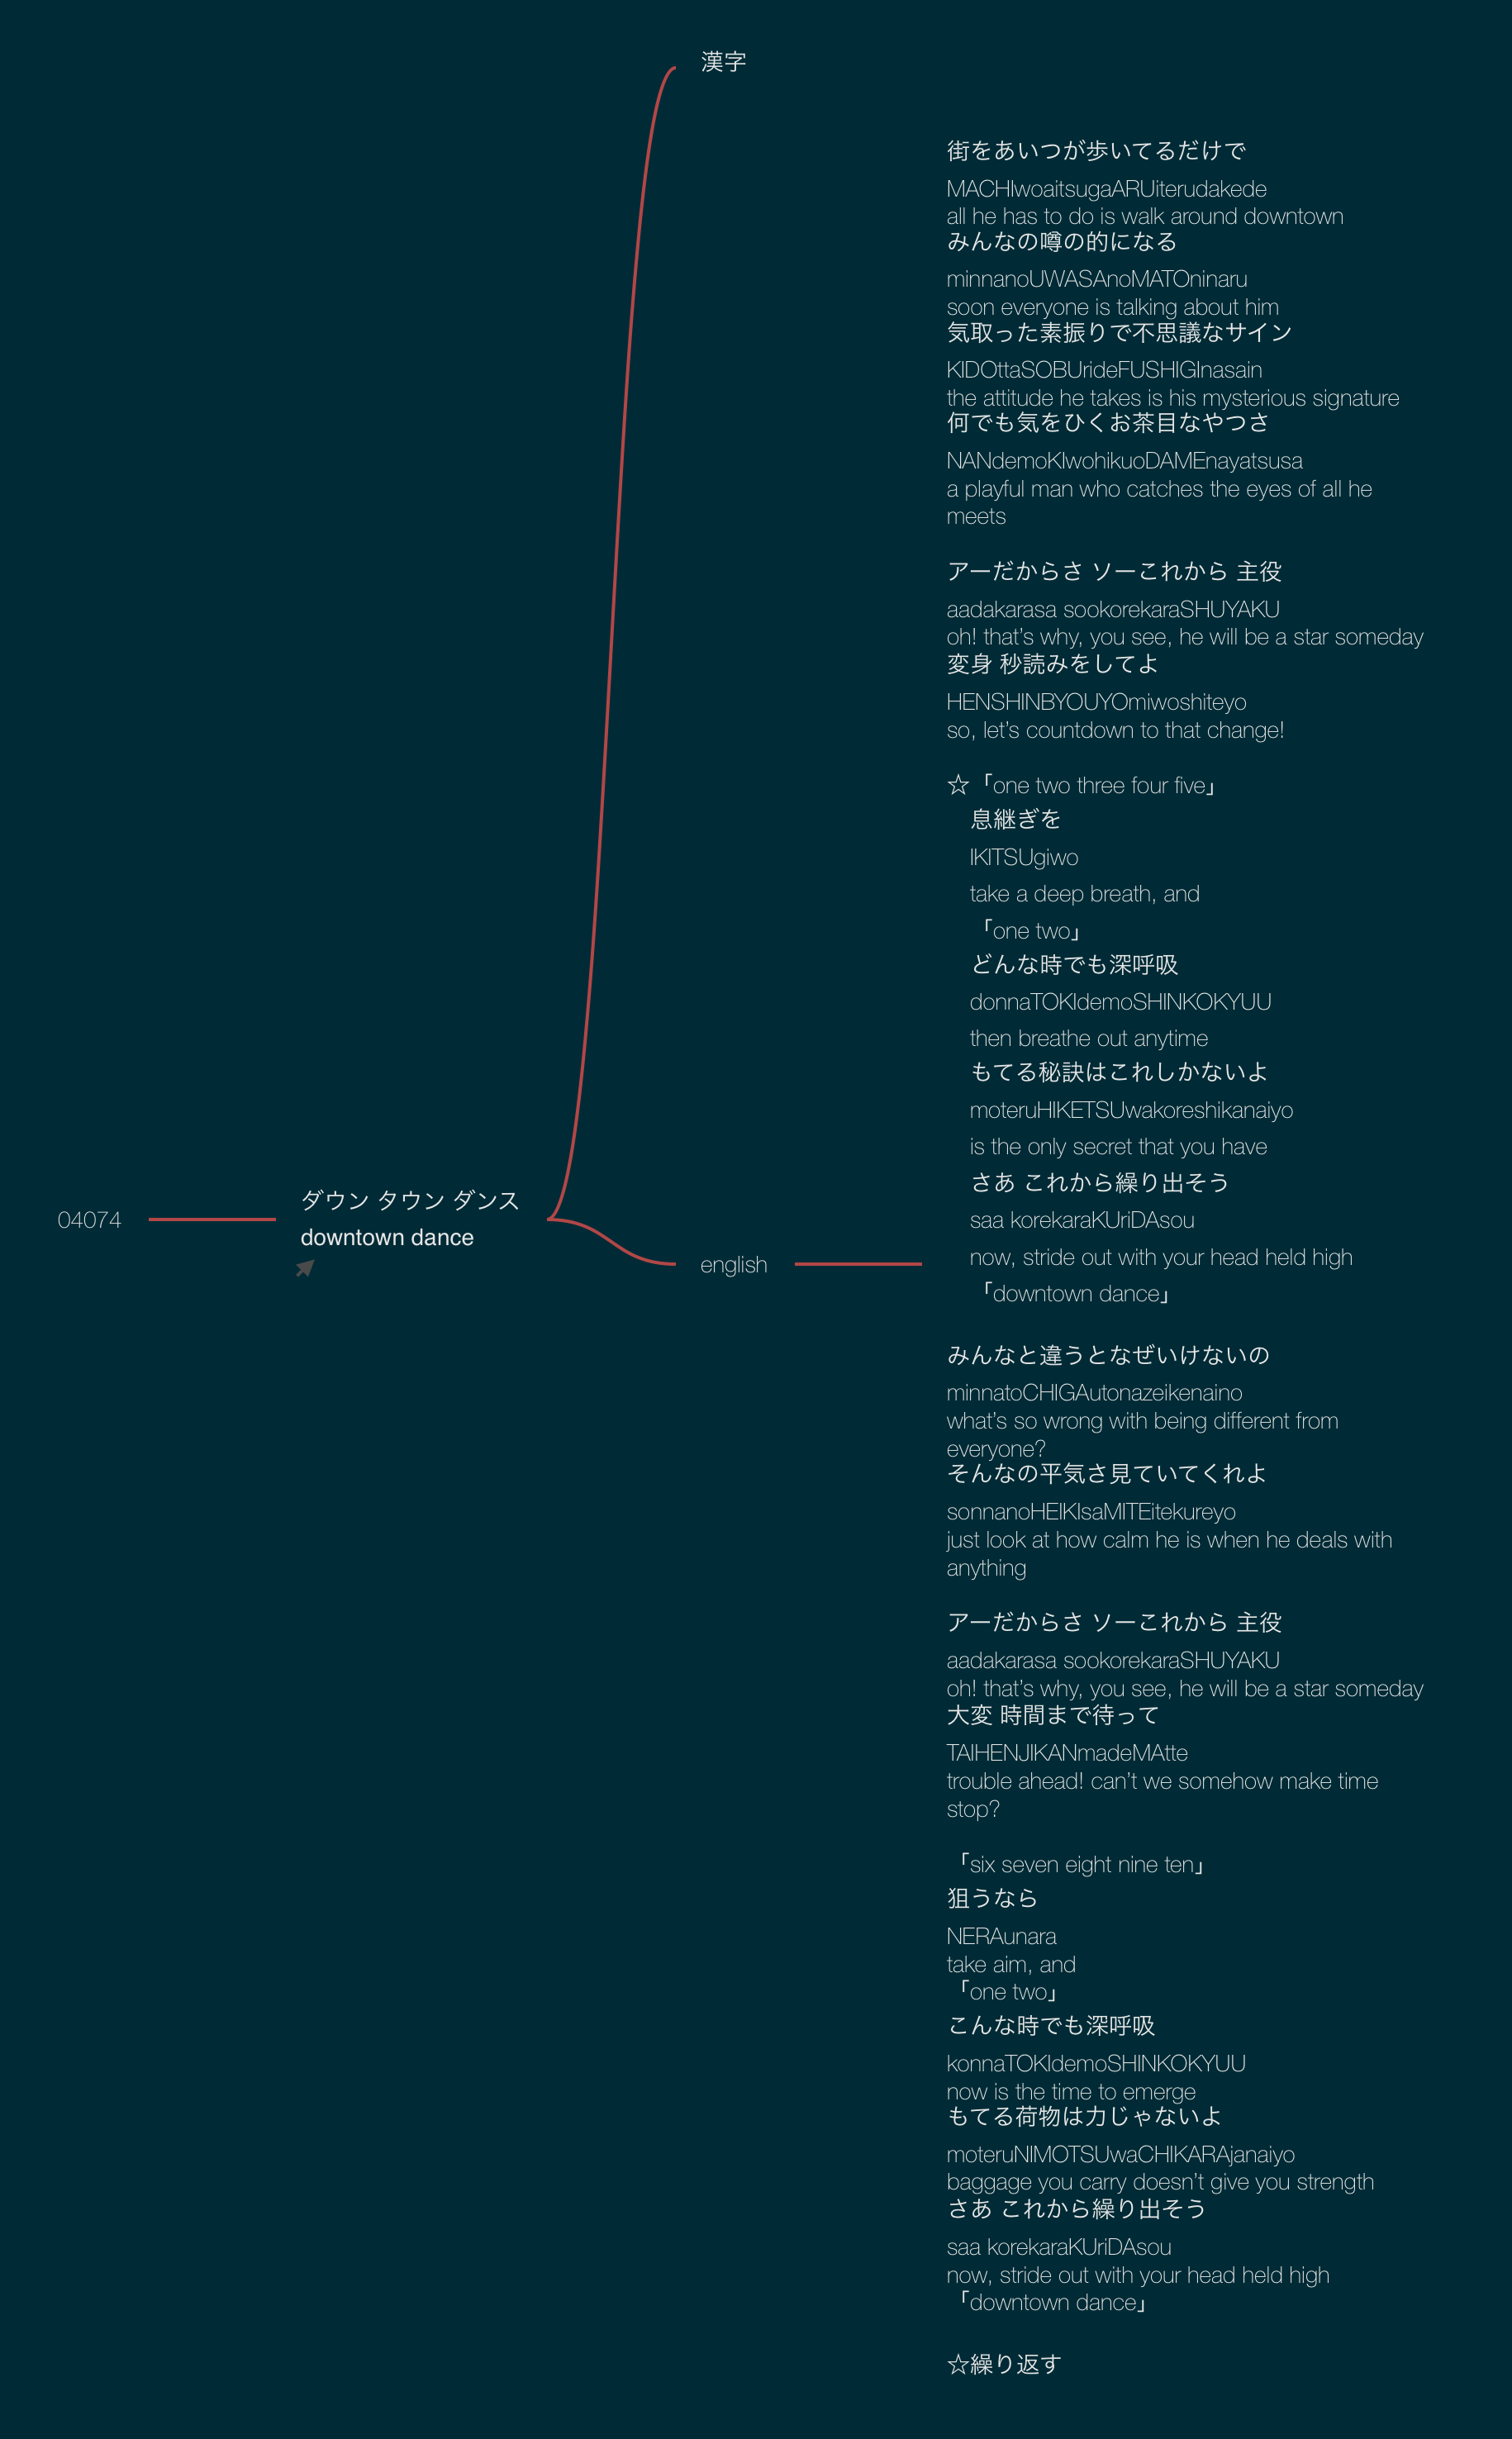 漢字
04074
ダウン タウン ダンス
downtown dance
english
街をあいつが歩いてるだけで
MACHIwoaitsugaARUiterudakede
all he has to do is walk around downtown
みんなの噂の的になる
minnanoUWASAnoMATOninaru
soon everyone is talking about him
気取った素振りで不思議なサイン
KIDOttaSOBUrideFUSHIGInasain
the attitude he takes is his mysterious signature
何でも気をひくお茶目なやつさ
NANdemoKIwohikuoDAMEnayatsusa
a playful man who catches the eyes of all he
meets
アーだからさ ソーこれから 主役
aadakarasa sookorekaraSHUYAKU
oh! that’s why, you see, he will be a star someday
変身 秒読みをしてよ
HENSHINBYOUYOmiwoshiteyo
so, let’s countdown to that change!
☆「one two three four five」
息継ぎを
IKITSUgiwo
take a deep breath, and
「one two」
どんな時でも深呼吸
donnaTOKIdemoSHINKOKYUU
then breathe out anytime
もてる秘訣はこれしかないよ
moteruHIKETSUwakoreshikanaiyo
is the only secret that you have
さあ これから繰り出そう
saa korekaraKUriDAsou
now, stride out with your head held high
「downtown dance」
みんなと違うとなぜいけないの
minnatoCHIGAutonazeikenaino
what’s so wrong with being different from
everyone?
そんなの平気さ見ていてくれよ
sonnanoHEIKIsaMITEitekureyo
just look at how calm he is when he deals with
anything
アーだからさ ソーこれから 主役
aadakarasa sookorekaraSHUYAKU
oh! that’s why, you see, he will be a star someday
大変 時間まで待って
TAIHENJIKANmadeMAtte
trouble ahead! can’t we somehow make time
stop?
「six seven eight nine ten」
狙うなら
NERAunara
take aim, and
「one two」
こんな時でも深呼吸
konnaTOKIdemoSHINKOKYUU
now is the time to emerge
もてる荷物は力じゃないよ
moteruNIMOTSUwaCHIKARAjanaiyo
baggage you carry doesn’t give you strength
さあ これから繰り出そう
saa korekaraKUriDAsou
now, stride out with your head held high
「downtown dance」
☆繰り返す